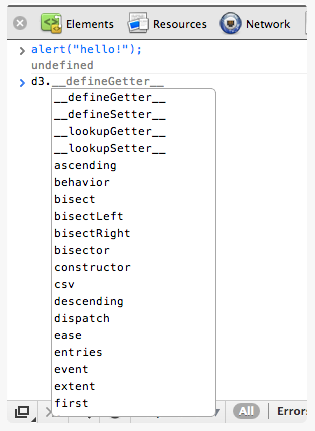 Elements Resources Network
> alert("hello!");
undefined
> d3.__defineGetter__
__defineGetter__
__defineSetter__
__lookupGetter__
__lookupSetter__
ascending
behavior
bisect
bisectLeft
bisectRight
bisector
constructor
csv
descending
dispatch
ease
entries
event
extent
first
All Errors